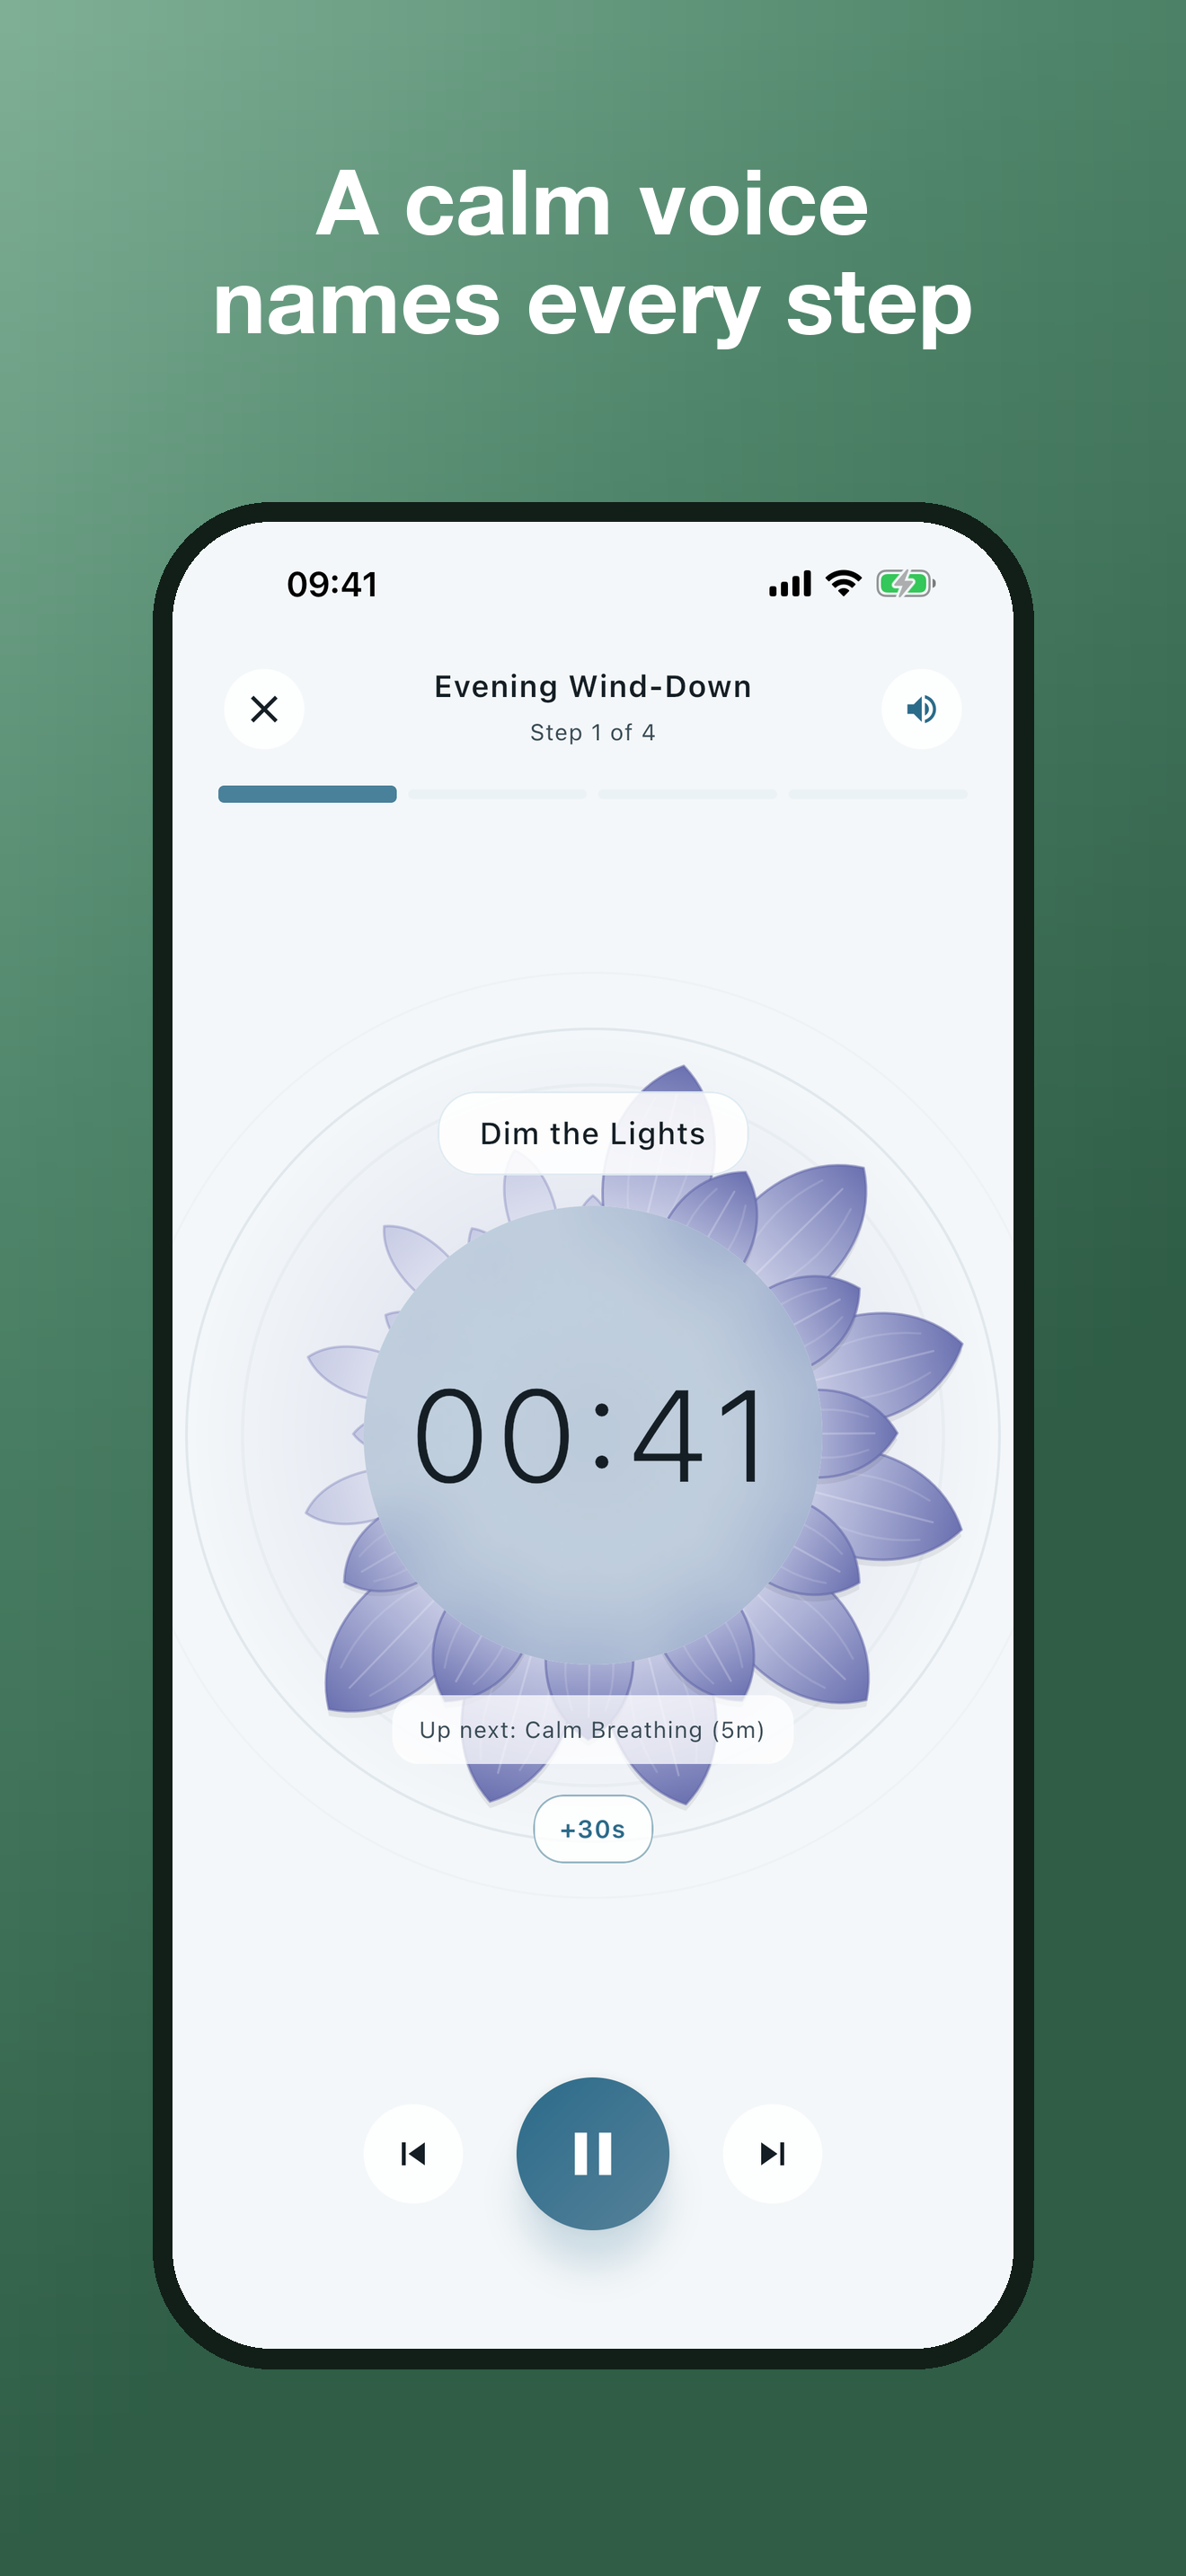 A calm voice
names every step
09:41
Evening Wind-Down
Step 1 of 4
Dim the Lights
00:41
Up next: Calm Breathing (5m)
+30s